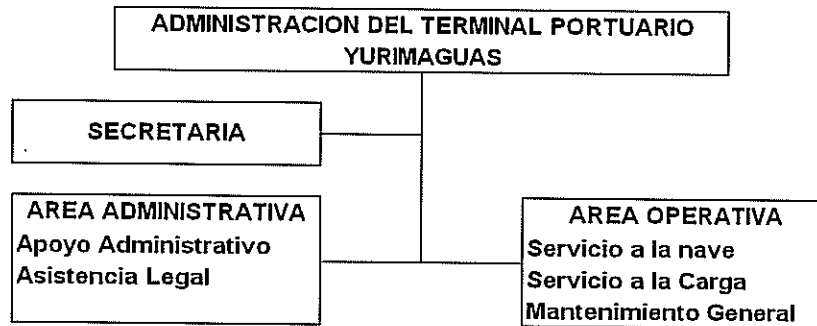 ADMINISTRACION DEL TERMINAL PORTUARIO
YURIMAGUAS
SECRETARIA
AREA ADMINISTRATIVA
Apoyo Administrativo
Asistencia Legal
AREA OPERATIVA
Servicio a la nave
Servicio a la Carga
Mantenimiento General